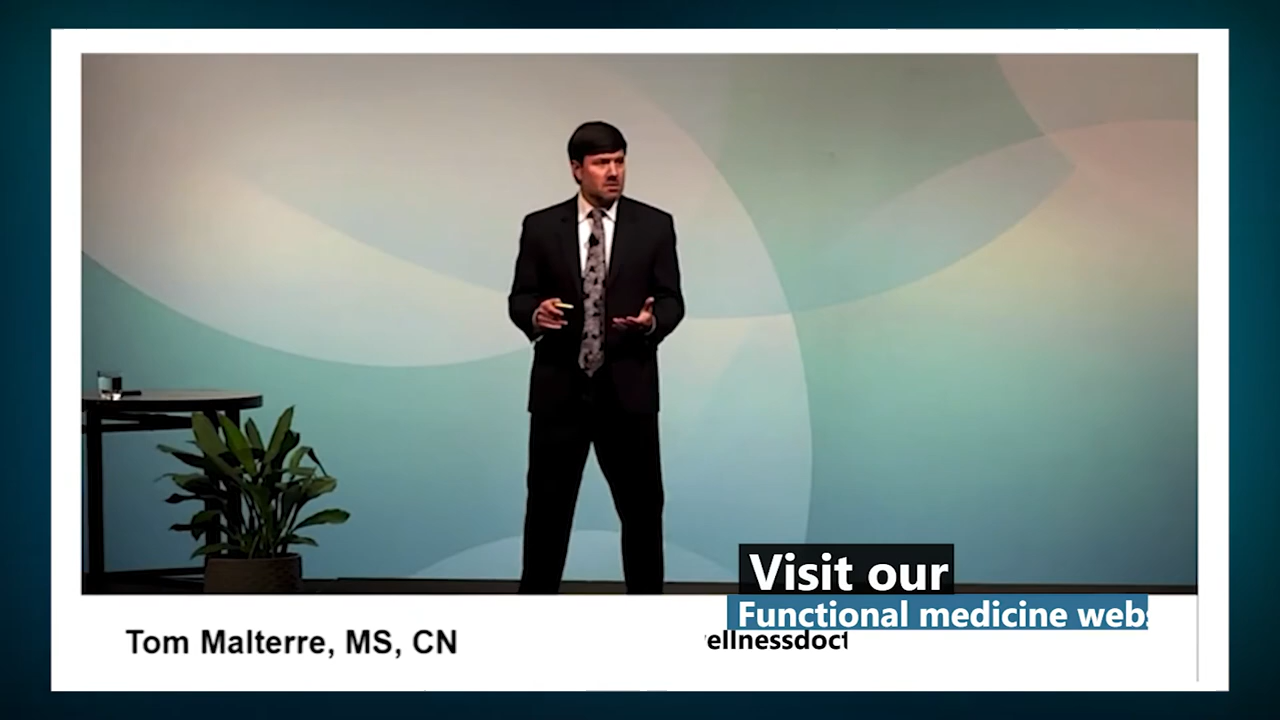 Visit our
Functional medicine webs
Tom Malterre, MS, CN
ellnessdoct